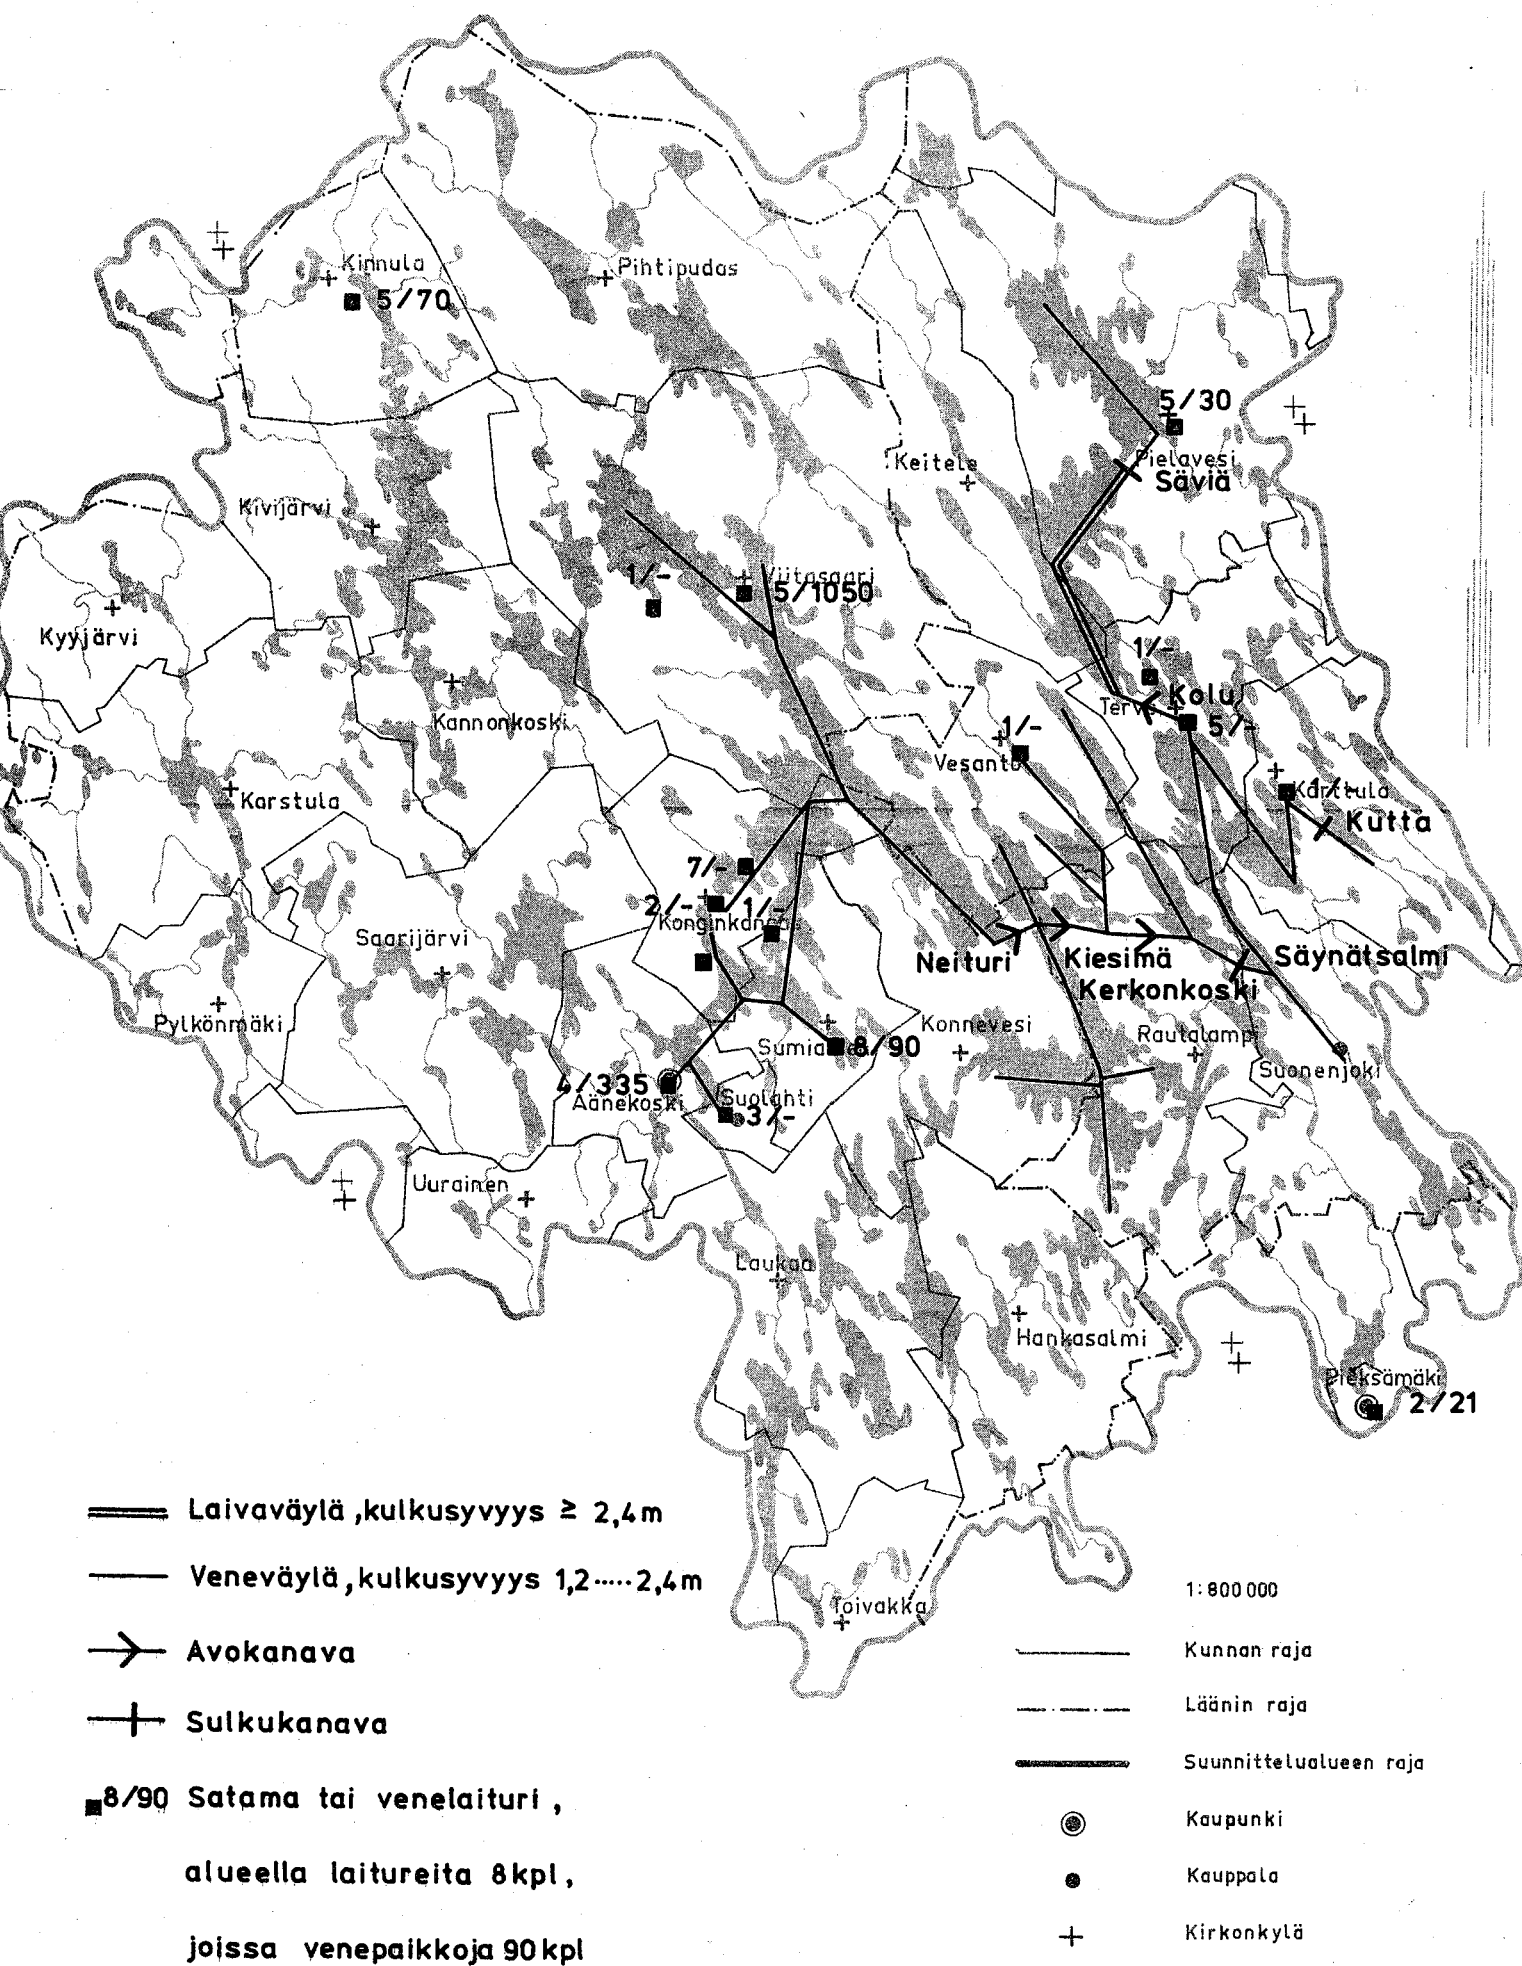 Kinnula
5/70
Pihtipudas
5/30
Pielavesi
Säviä
Keitele
Kivijärvi
1/-
Viitasaari
5/1050
Kyyjärvi
1/-
Kolu
Tervo
5/-
Kannonkoski
1/-
Vesanto
Karstula
Karttula
Kutta
7/-
2/-
1/-
Konginkangas
Saarijärvi
Neituri
Kiesimä
Säynätsalmi
Kerkonkoski
Pylkönmäki
Konnevesi
Rautalampi
Sumiainen
8/90
Suonenjoki
4/335
Äänekoski
Suolahti
3/-
Uurainen
Laukaa
Hankasalmi
Pieksämäki
2/21
Toivakka
Laivaväylä, kulkusyvyys ≥ 2,4m
Veneväylä, kulkusyvyys 1,2.....2,4m
Avokanava
Sulkukanava
8/90 Satama tai venelaituri,
alueella laitureita 8kpl,
joissa venepaikkoja 90kpl
1:800 000
Kunnan raja
Läänin raja
Suunnittelualueen raja
Kaupunki
Kauppala
Kirkonkylä